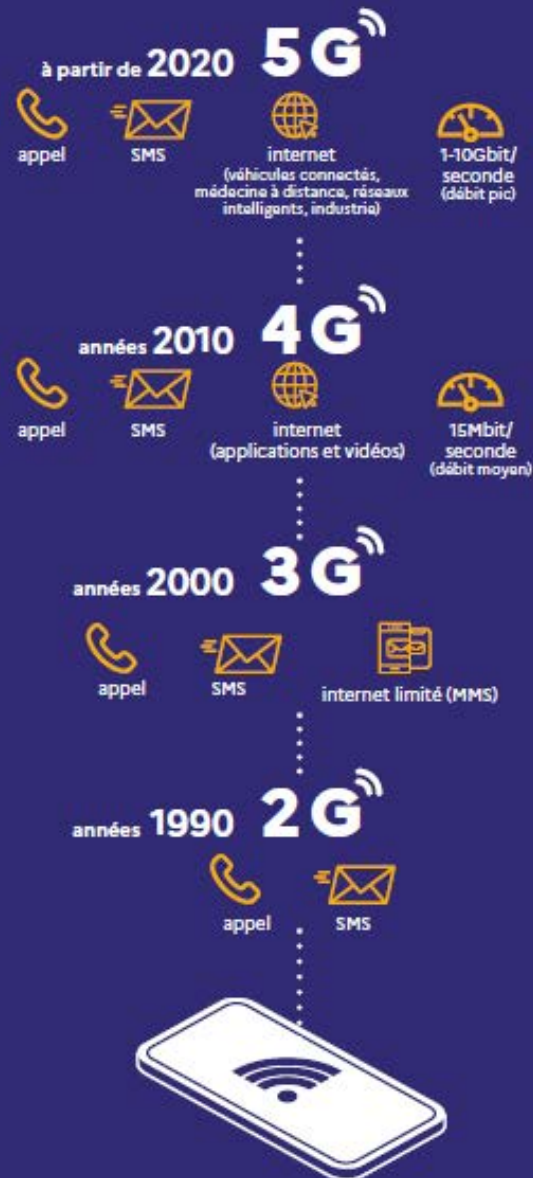 à partir de 2020 5G
appel
SMS
internet
(véhicules connectés,
médecine à distance, réseaux
intelligents, industrie)
1-10Gbit/
seconde
(débit pic)
années 2010 4G
appel
SMS
internet
(applications et vidéos)
15Mbit/
seconde
(débit moyen)
années 2000 3G
appel
SMS
internet limité (MMS)
années 1990 2G
appel
SMS